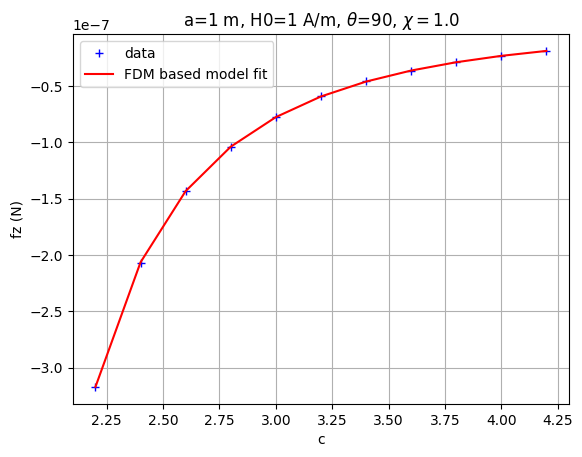 a=1 m, H0=1 A/m, θ=90, χ = 1.0
1e−7
data
FDM based model fit
−0.5
−1.0
−1.5
−2.0
−2.5
−3.0
fz (N)
2.25 2.50 2.75 3.00 3.25 3.50 3.75 4.00 4.25
c